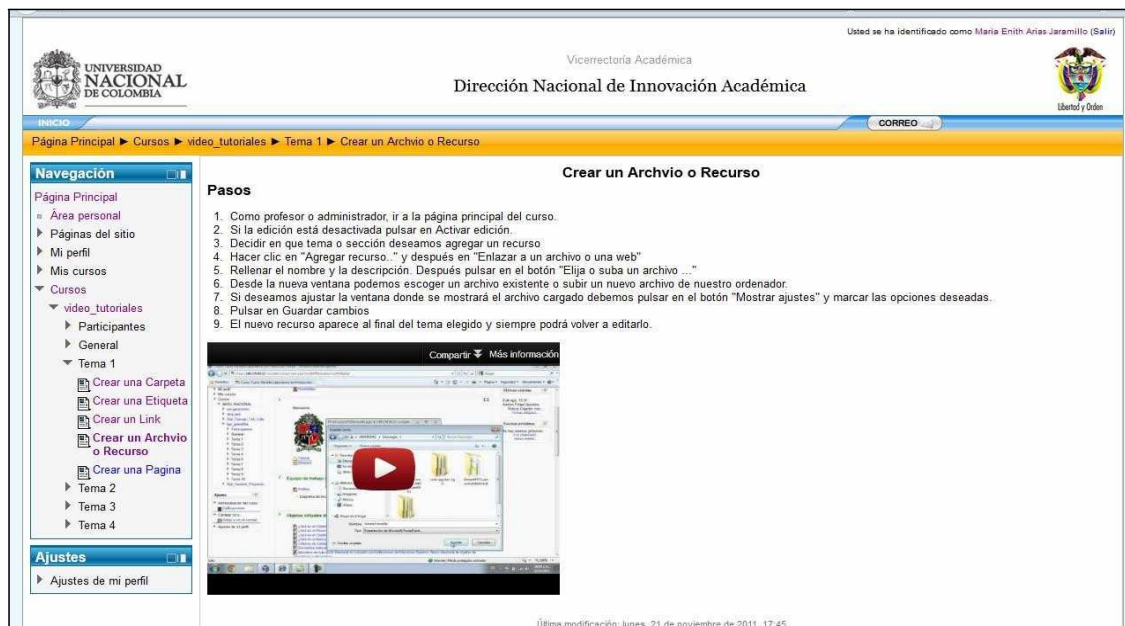 Usted se ha identificado como Maria Enith Arias Jaramillo (Salir)
UNIVERSIDAD
NACIONAL
DE COLOMBIA
Vicerrectoría Académica
Dirección Nacional de Innovación Académica
Libertad y Orden
INICIO
CORREO
Página Principal ► Cursos ► video_tutoriales ► Tema 1 ► Crear un Archvio o Recurso
Navegación
Página Principal
Área personal
Páginas del sitio
Mi perfil
Mis cursos
Cursos
video_tutoriales
Participantes
General
Tema 1
Crear una Carpeta
Crear una Etiqueta
Crear un Link
Crear un Archvio
o Recurso
Crear una Pagina
Tema 2
Tema 3
Tema 4
Ajustes
Ajustes de mi perfil
Crear un Archvio o Recurso
Pasos
1. Como profesor o administrador, ir a la página principal del curso.
2. Si la edición está desactivada pulsar en Activar edición.
3. Decidir en que tema o sección deseamos agregar un recurso
4. Hacer clic en "Agregar recurso.." y después en "Enlazar a un archivo o una web"
5. Rellenar el nombre y la descripción. Después pulsar en el botón "Elija o suba un archivo ..."
6. Desde la nueva ventana podemos escoger un archivo existente o subir un nuevo archivo de nuestro ordenador.
7. Si deseamos ajustar la ventana donde se mostrará el archivo cargado debemos pulsar en el botón "Mostrar ajustes" y marcar las opciones deseadas.
8. Pulsar en Guardar cambios
9. El nuevo recurso aparece al final del tema elegido y siempre podrá volver a editarlo.
Compartir Más información
Última modificación: lunes, 21 de noviembre de 2011, 17:45